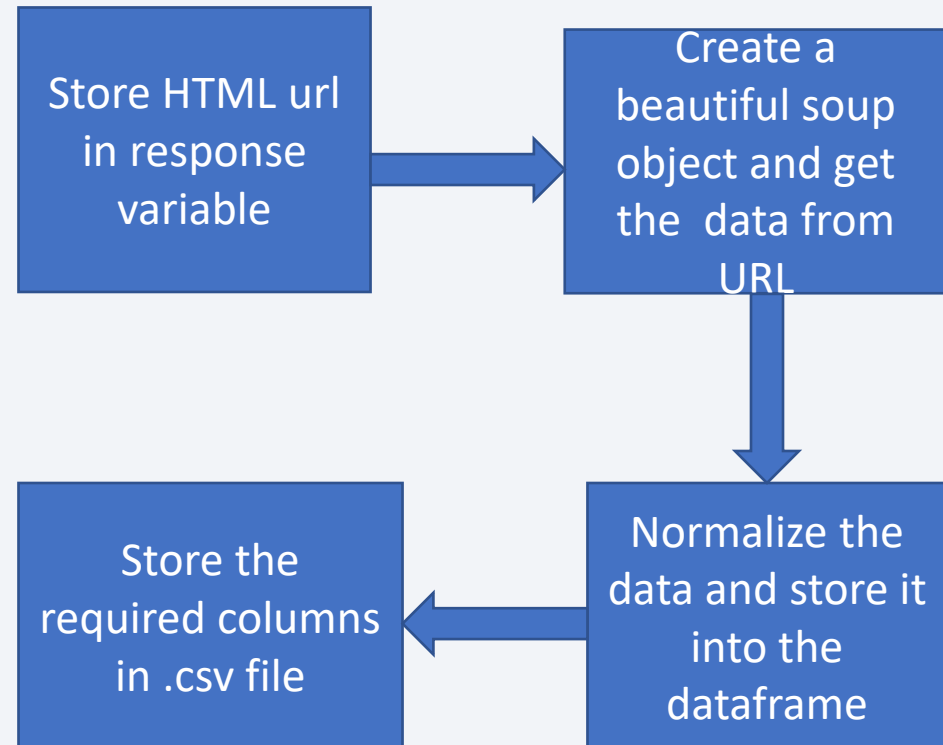 Store HTML url
in response
variable
Create a
beautiful soup
object and get
the  data from
URL
Normalize the
data and store it
into the
dataframe
Store the
required columns
in .csv file